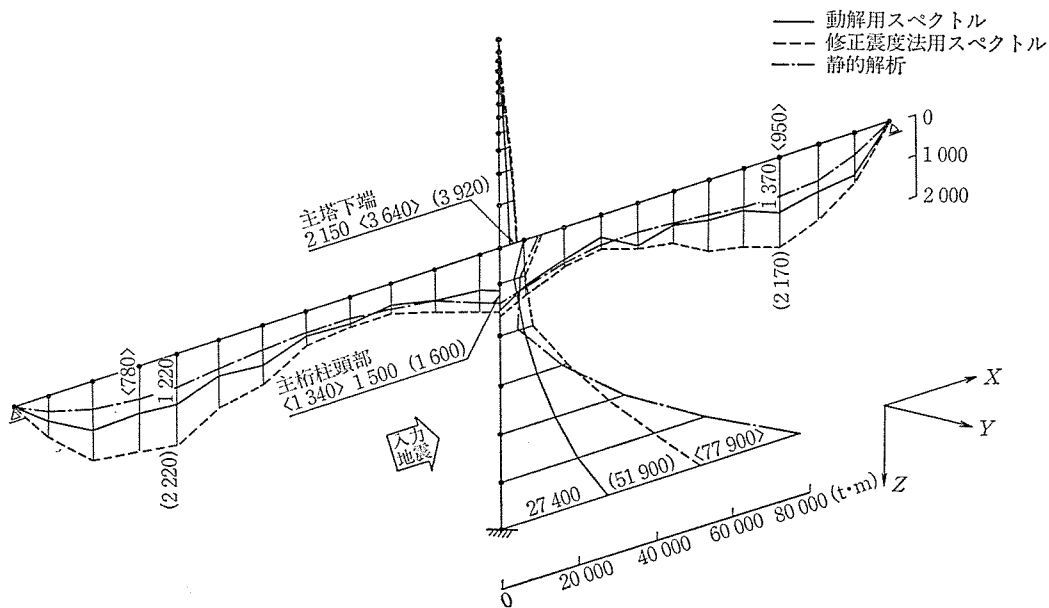 動解用スペクトル
修正震度法用スペクトル
静的解析
0
1 000
2 000
<950>
1 370
(2 170)
主塔下端
2 150 <3 640> (3 920)
主桁柱頭部
<1 340> 1 500 (1 600)
<780>
1 220
(2 220)
入力
地震
27 400
(51 900)
<77 900>
X
Y
Z
0
20 000
40 000
60 000
80 000 (t·m)